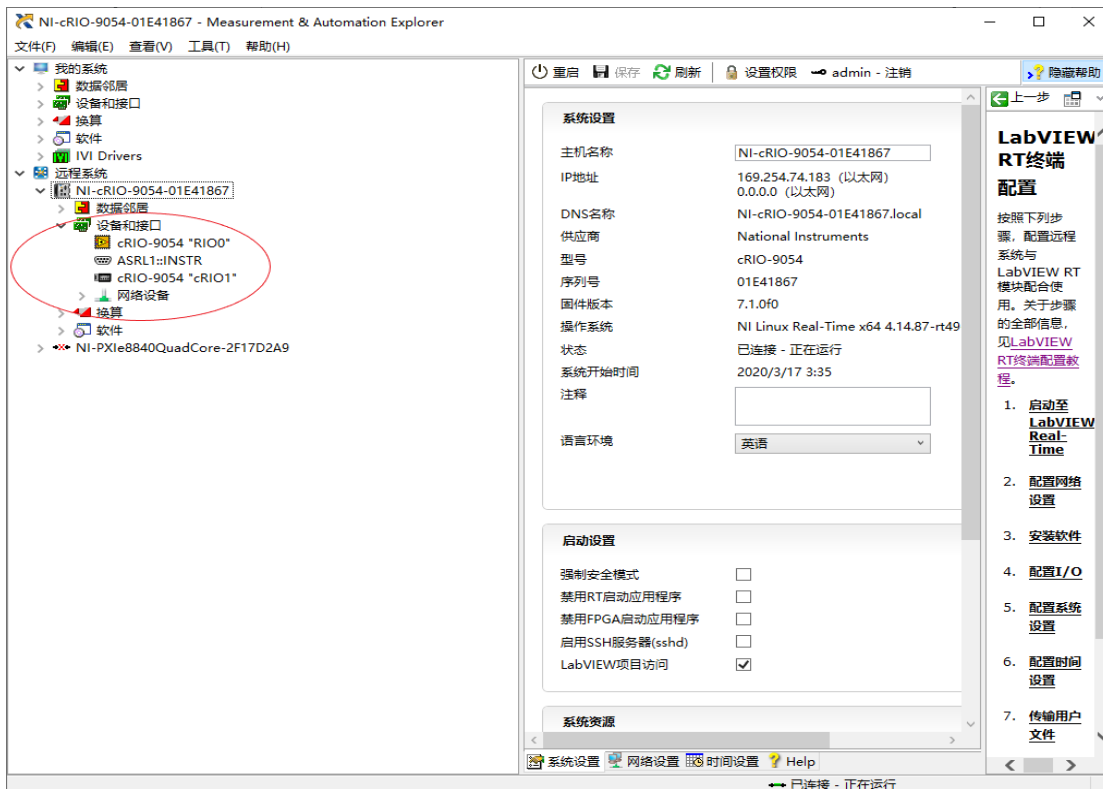 NI-cRIO-9054-01E41867 - Measurement & Automation Explorer
文件(F) 编辑(E) 查看(V) 工具(T) 帮助(H)
我的系统
数据邻居
设备和接口
换算
软件
IVI Drivers
远程系统
NI-cRIO-9054-01E41867
数据邻居
设备和接口
cRIO-9054 "RIO0"
ASRL1::INSTR
cRIO-9054 "cRIO1"
网络设备
换算
软件
NI-PXIe8840QuadCore-2F17D2A9
重启 保存 刷新 设置权限 admin - 注销 隐藏帮助
系统设置
主机名称 NI-cRIO-9054-01E41867
IP地址 169.254.74.183 (以太网)
0.0.0.0 (以太网)
DNS名称 NI-cRIO-9054-01E41867.local
供应商 National Instruments
型号 cRIO-9054
序列号 01E41867
固件版本 7.1.0f0
操作系统 NI Linux Real-Time x64 4.14.87-rt49
状态 已连接 - 正在运行
系统开始时间 2020/3/17 3:35
注释
语言环境 英语
启动设置
强制安全模式
禁用RT启动应用程序
禁用FPGA启动应用程序
启用SSH服务器(sshd)
LabVIEW项目访问
系统资源
系统设置 网络设置 时间设置 Help
上一步
LabVIEW
RT终端
配置
按照下列步
骤，配置远程
系统与
LabVIEW RT
模块配合使
用。关于步骤
的全部信息，
见LabVIEW
RT终端配置教
程。
1. 启动至
LabVIEW
Real-
Time
2. 配置网络
设置
3. 安装软件
4. 配置I/O
5. 配置系统
设置
6. 配置时间
设置
7. 传输用户
文件
已连接 - 正在运行